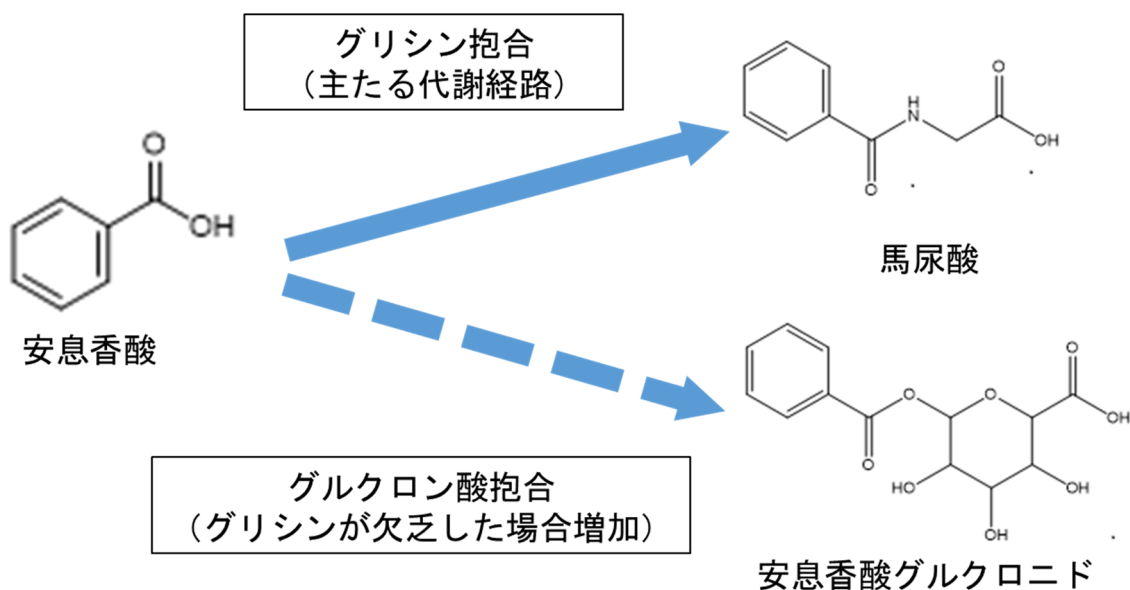 グリシン抱合
（主たる代謝経路）
O
OH
安息香酸
O
H
N
OH
O
馬尿酸
グルクロン酸抱合
（グリシンが欠乏した場合増加）
O
O
O
OH
O
HO
OH
OH
安息香酸グルクロニド